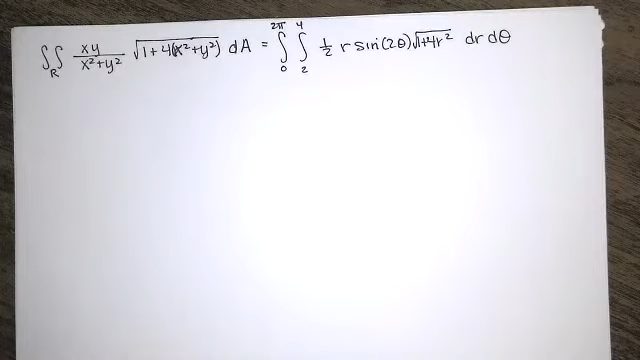 ∬_R xy/(x²+y²) √(1+4(x²+y²)) dA = ∫_0^{2π} ∫_2^4 ½ r sin(2θ) √(1+4r²) dr dθ